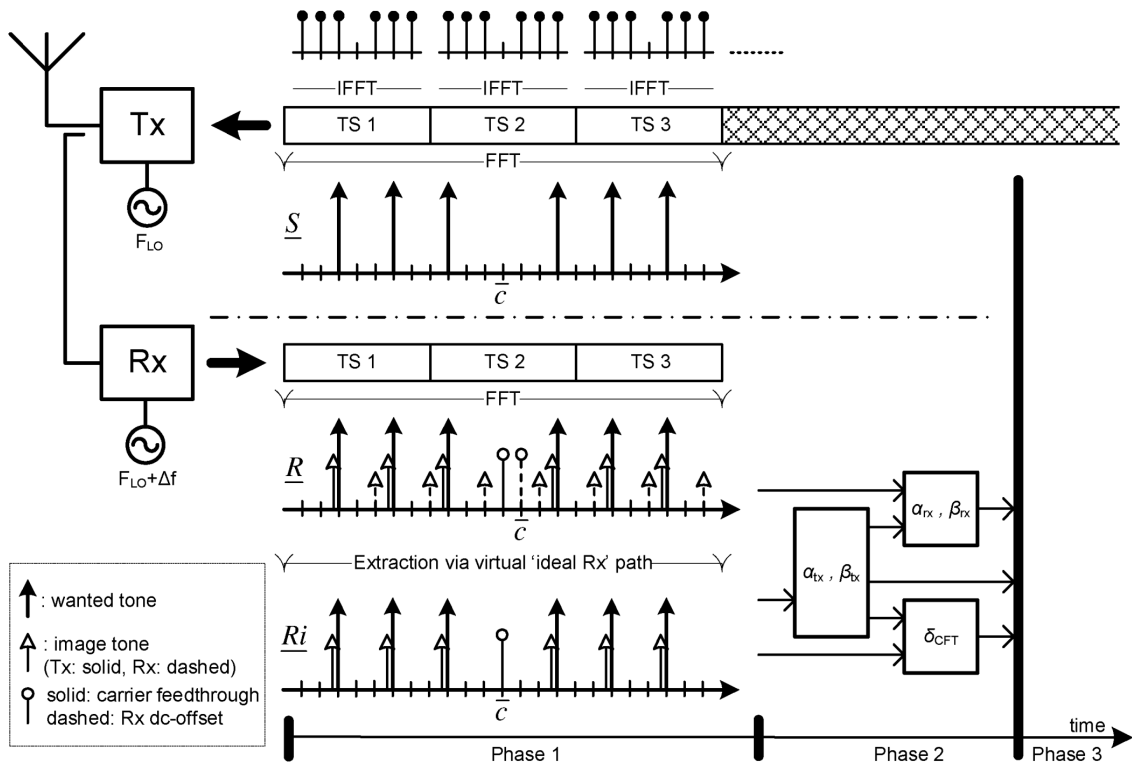 IFFT IFFT IFFT
Tx
TS 1 TS 2 TS 3
FFT
F_LO
S
c̄
Rx
TS 1 TS 2 TS 3
FFT
F_LO+Δf
R
c̄
Extraction via virtual 'ideal Rx' path
α_rx , β_rx
α_tx , β_tx
δ_CFT
: wanted tone
: image tone
(Tx: solid, Rx: dashed)
solid: carrier feedthrough
dashed: Rx dc-offset
Ri
c̄
time
Phase 1 Phase 2 Phase 3